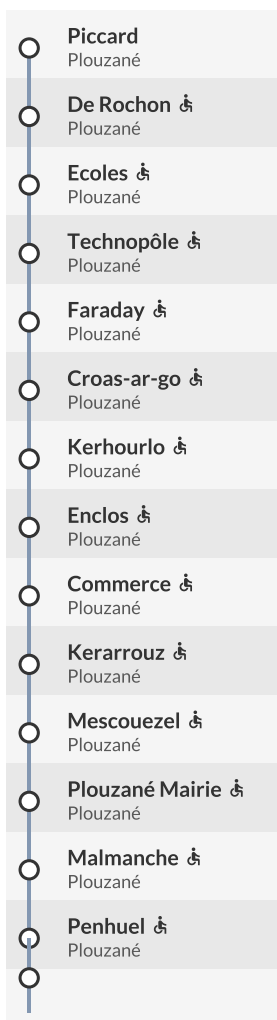 Piccard
Plouzané
De Rochon
Plouzané
Ecoles
Plouzané
Technopôle
Plouzané
Faraday
Plouzané
Croas-ar-go
Plouzané
Kerhourlo
Plouzané
Enclos
Plouzané
Commerce
Plouzané
Kerarrouz
Plouzané
Mescouezel
Plouzané
Plouzané Mairie
Plouzané
Malmanche
Plouzané
Penhuel
Plouzané